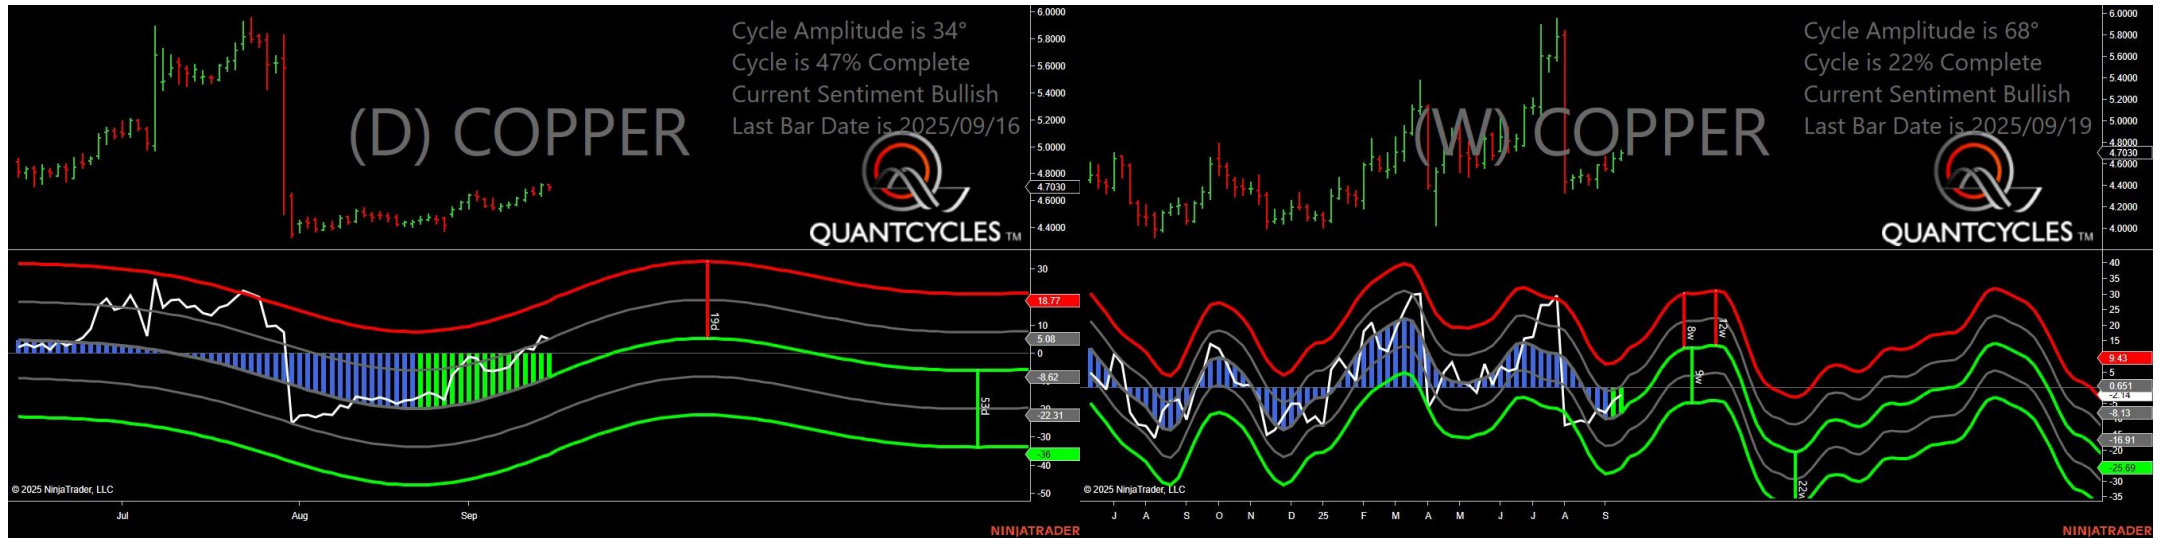 Cycle Amplitude is 34°
Cycle is 47% Complete
Current Sentiment Bullish
Last Bar Date is 2025/09/16
(D) COPPER
QUANTCYCLES TM
6.0000
5.8000
5.6000
5.4000
5.2000
5.0000
4.8000
4.7030
4.6000
4.4000
30
18.77
10
5.08
0
-8.62
-22.31
-30
-36
-40
-50
19d
53d
© 2025 NinjaTrader, LLC
Jul Aug Sep
NINJATRADER
Cycle Amplitude is 68°
Cycle is 22% Complete
Current Sentiment Bullish
Last Bar Date is 2025/09/19
(W) COPPER
QUANTCYCLES TM
6.0000
5.8000
5.6000
5.4000
5.2000
5.0000
4.8000
4.7030
4.6000
4.4000
4.2000
4.0000
40
35
30
25
20
15
9.43
5
0.651
-2.14
-8.13
-16.91
-20
-25.69
-30
-35
8w
12w
9w
22w
© 2025 NinjaTrader, LLC
J A S O N D 25 F M A M J J A S
NINJATRADER